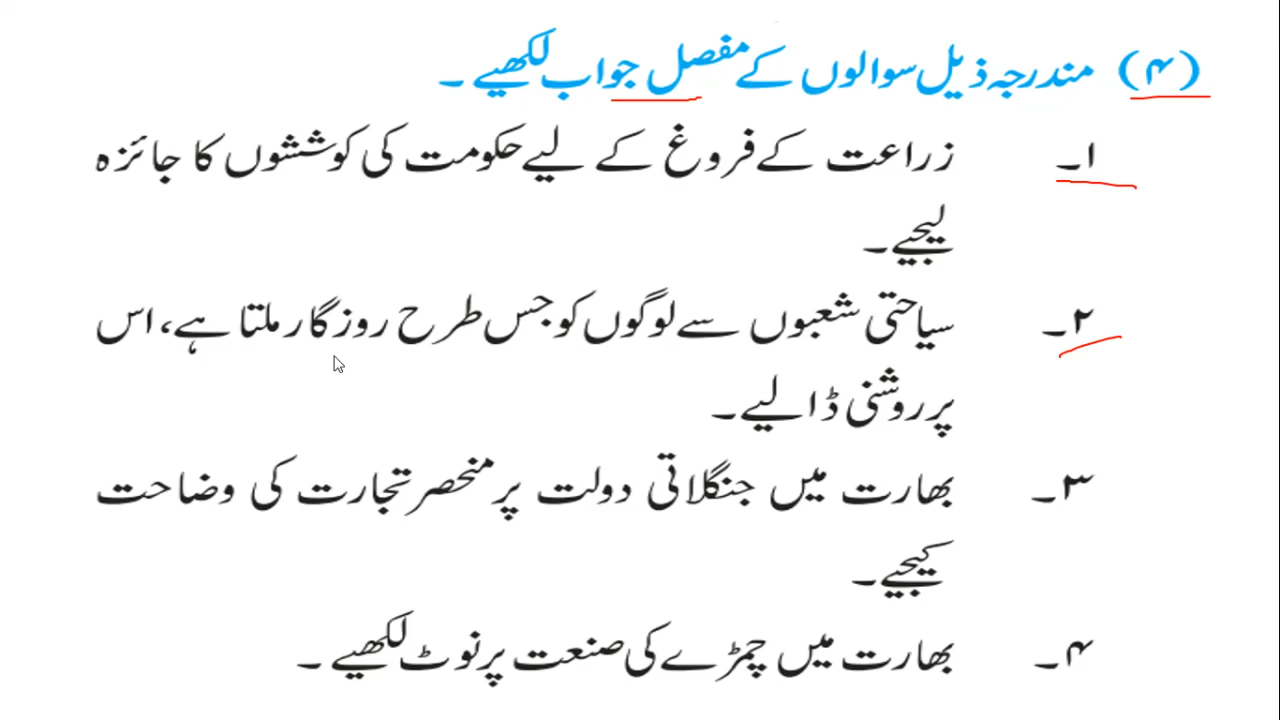 (۴) مندرجہ ذیل سوالوں کے مفصل جواب لکھیے۔
۱۔ زراعت کے فروغ کے لیے حکومت کی کوششوں کا جائزہ
لیجیے۔
۲۔ سیاحتی شعبوں سے لوگوں کو جس طرح روزگار ملتا ہے، اس
پر روشنی ڈالیے۔
۳۔ بھارت میں جنگلاتی دولت پر منحصر تجارت کی وضاحت
کیجیے۔
۴۔ بھارت میں چمڑے کی صنعت پر نوٹ لکھیے۔